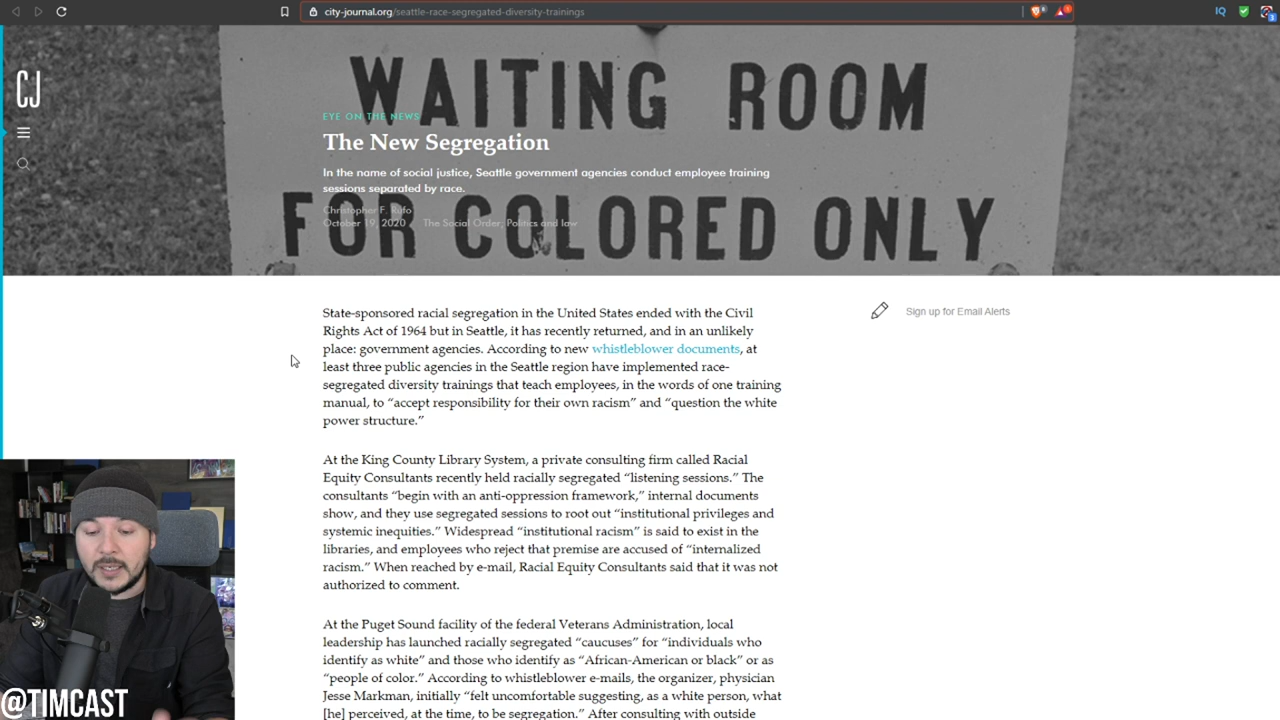 city-journal.org/seattle-race-segregated-diversity-trainings
IQ
CJ
WAITING ROOM
FOR COLORED ONLY
EYE ON THE NEWS
The New Segregation
In the name of social justice, Seattle government agencies conduct employee training
sessions separated by race.
Christopher F. Rufo
October 19, 2020 The Social Order, Politics and law
State-sponsored racial segregation in the United States ended with the Civil
Rights Act of 1964 but in Seattle, it has recently returned, and in an unlikely
place: government agencies. According to new whistleblower documents, at
least three public agencies in the Seattle region have implemented race-
segregated diversity trainings that teach employees, in the words of one training
manual, to “accept responsibility for their own racism” and “question the white
power structure.”
Sign up for Email Alerts
At the King County Library System, a private consulting firm called Racial
Equity Consultants recently held racially segregated “listening sessions.” The
consultants “begin with an anti-oppression framework,” internal documents
show, and they use segregated sessions to root out “institutional privileges and
systemic inequities.” Widespread “institutional racism” is said to exist in the
libraries, and employees who reject that premise are accused of “internalized
racism.” When reached by e-mail, Racial Equity Consultants said that it was not
authorized to comment.
At the Puget Sound facility of the federal Veterans Administration, local
leadership has launched racially segregated “caucuses” for “individuals who
identify as white” and those who identify as “African-American or black” or as
“people of color.” According to whistleblower e-mails, the organizer, physician
Jesse Markman, initially “felt uncomfortable suggesting, as a white person, what
[he] perceived, at the time, to be segregation.” After consulting with outside
@TIMCAST